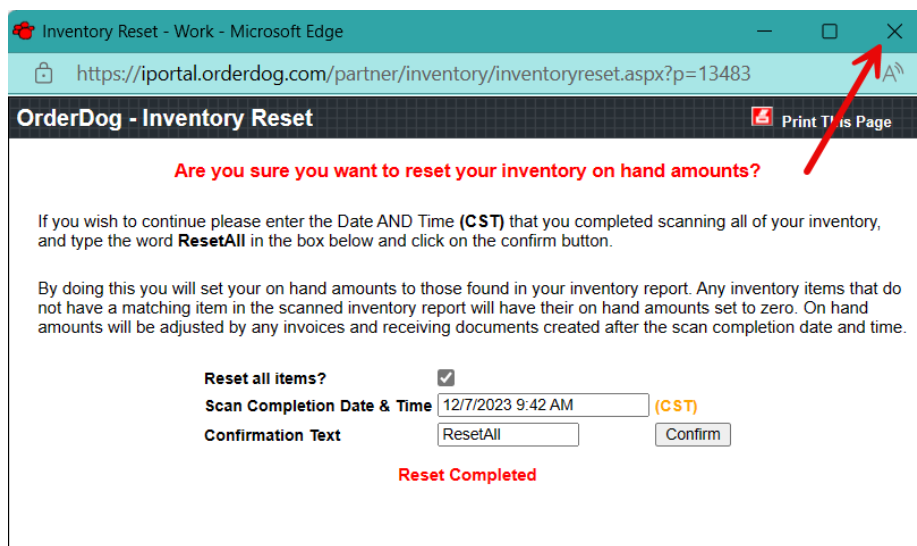 Inventory Reset - Work - Microsoft Edge
https://iportal.orderdog.com/partner/inventory/inventoryreset.aspx?p=13483
OrderDog - Inventory Reset
Print This Page
Are you sure you want to reset your inventory on hand amounts?
If you wish to continue please enter the Date AND Time (CST) that you completed scanning all of your inventory,
and type the word ResetAll in the box below and click on the confirm button.
By doing this you will set your on hand amounts to those found in your inventory report. Any inventory items that do
not have a matching item in the scanned inventory report will have their on hand amounts set to zero. On hand
amounts will be adjusted by any invoices and receiving documents created after the scan completion date and time.
Reset all items?
Scan Completion Date & Time 12/7/2023 9:42 AM (CST)
Confirmation Text ResetAll Confirm
Reset Completed